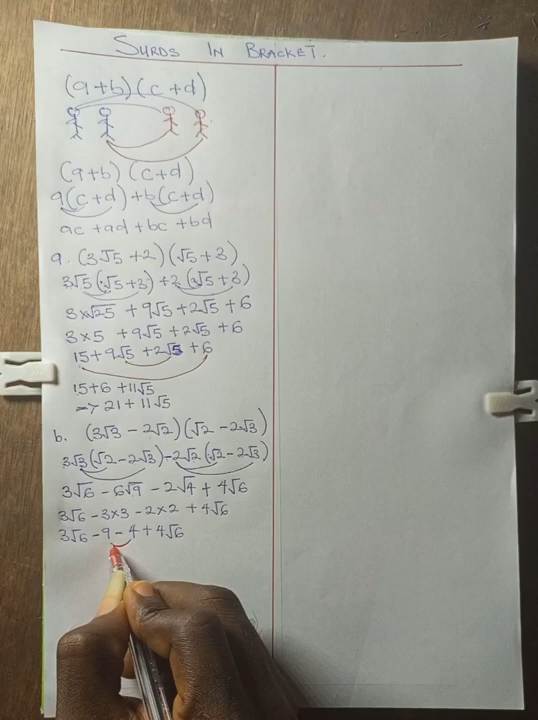 SURDS IN BRACKET.
(a+b)(c+d)
(a+b) (c+d)
a(c+d)+b(c+d)
ac +ad +bc +bd
a. (3√5 +2)(√5+3)
3√5(√5+3) +2(√5+3)
3×√25 + 9√5 +2√5 + 6
3×5 + 9√5 +2√5 + 6
15+9√5 +2√5 +6
15+6 +11√5
=> 21 + 11√5
b. (3√3 - 2√2)(√2 - 2√3)
3√3(√2-2√3)-2√2(√2-2√3)
3√6 - 6√9 - 2√4 + 4√6
3√6 - 3×3 - 2×2 + 4√6
3√6 - 9 - 4 + 4√6